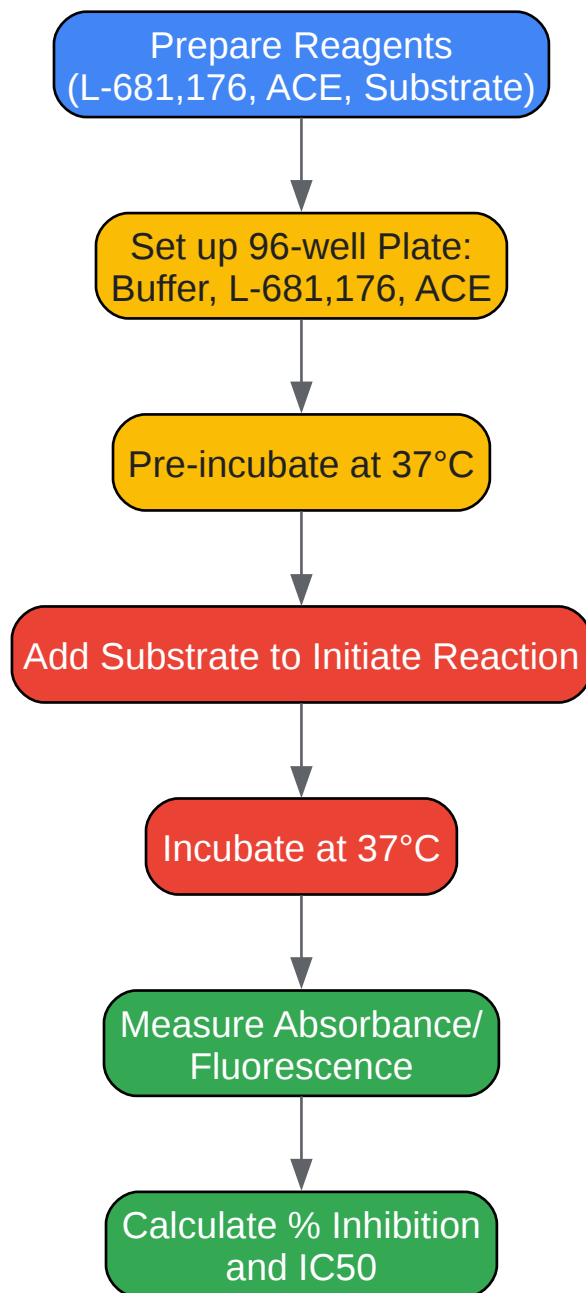 Prepare Reagents
(L-681,176, ACE, Substrate)
Set up 96-well Plate:
Buffer, L-681,176, ACE
Pre-incubate at 37°C
Add Substrate to Initiate Reaction
Incubate at 37°C
Measure Absorbance/
Fluorescence
Calculate % Inhibition
and IC50